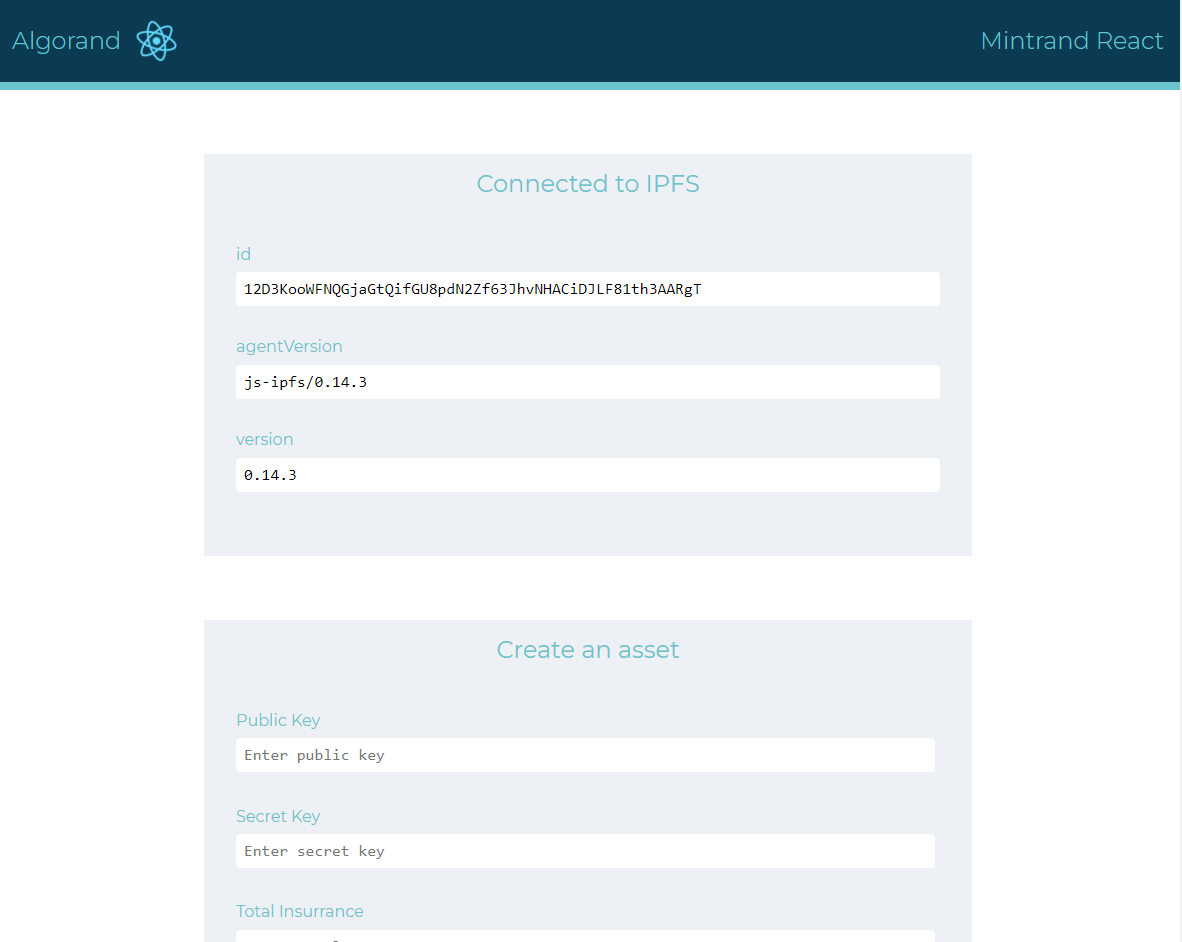 Algorand
Mintrand React
Connected to IPFS
id
12D3KooWFNQGjaGtQifGU8pdN2Zf63JhvNHACiDJLF81th3AARgT
agentVersion
js-ipfs/0.14.3
version
0.14.3
Create an asset
Public Key
Enter public key
Secret Key
Enter secret key
Total Insurrance